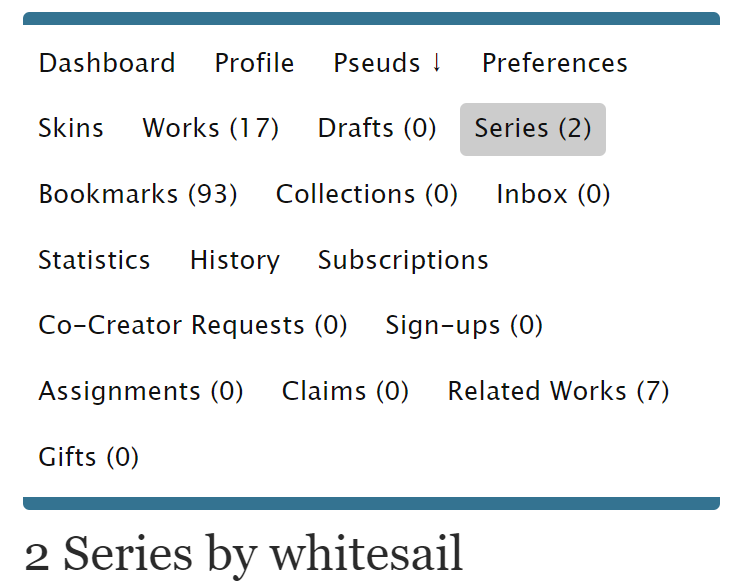 Dashboard Profile Pseuds ↓ Preferences
Skins Works (17) Drafts (0) Series (2)
Bookmarks (93) Collections (0) Inbox (0)
Statistics History Subscriptions
Co-Creator Requests (0) Sign-ups (0)
Assignments (0) Claims (0) Related Works (7)
Gifts (0)
2 Series by whitesail